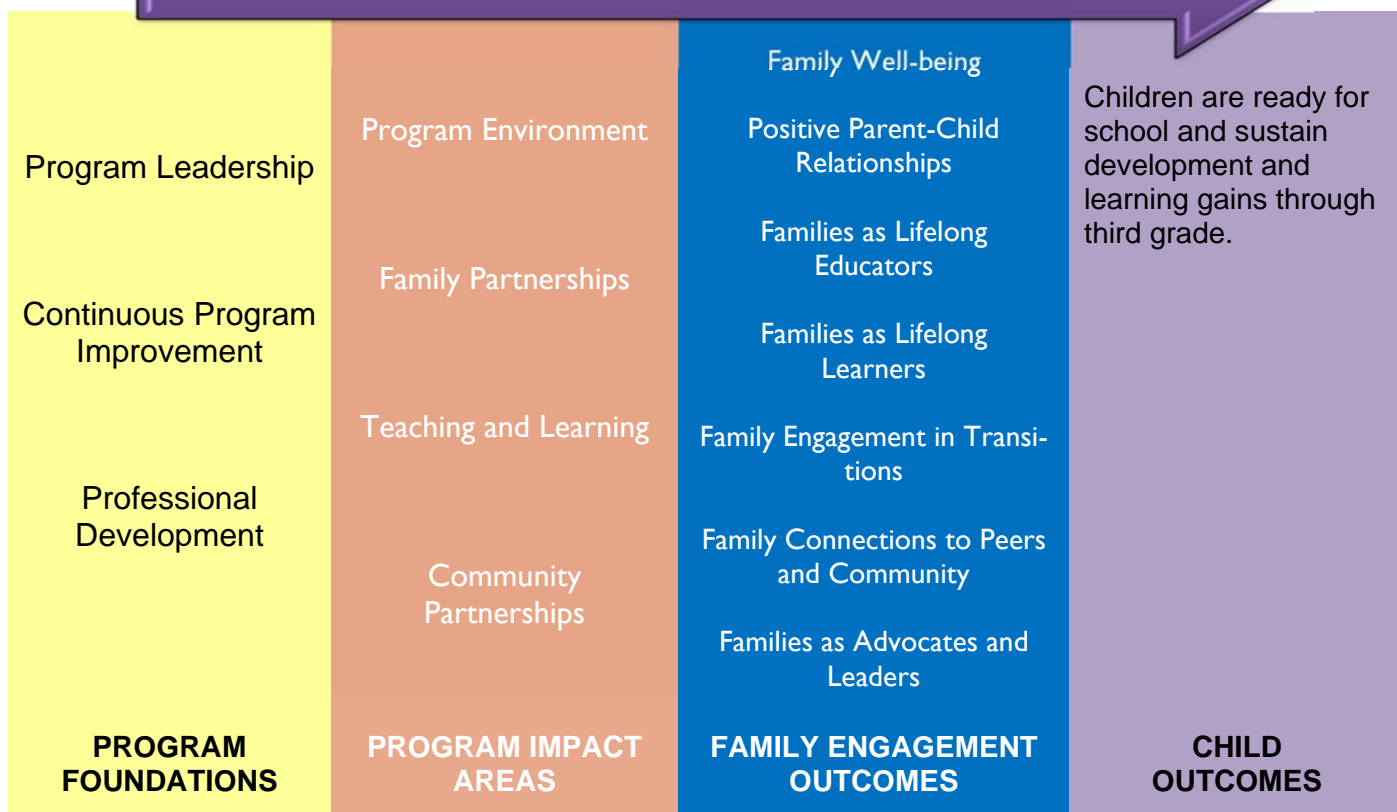 Program Leadership
Continuous Program
Improvement
Professional
Development
PROGRAM
FOUNDATIONS
Program Environment
Family Partnerships
Teaching and Learning
Community
Partnerships
PROGRAM IMPACT
AREAS
Family Well-being
Positive Parent-Child
Relationships
Families as Lifelong
Educators
Families as Lifelong
Learners
Family Engagement in Transi-
tions
Family Connections to Peers
and Community
Families as Advocates and
Leaders
FAMILY ENGAGEMENT
OUTCOMES
Children are ready for
school and sustain
development and
learning gains through
third grade.
CHILD
OUTCOMES